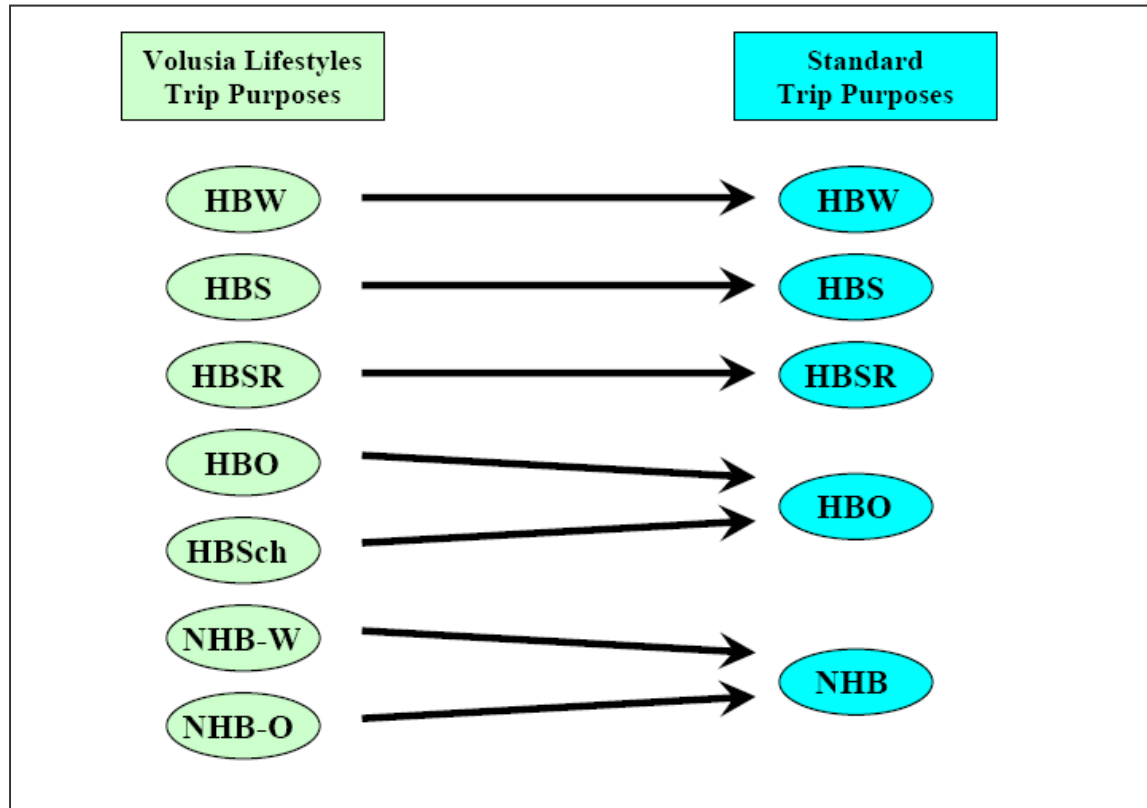 Volusia Lifestyles
Trip Purposes
Standard
Trip Purposes
HBW
HBW
HBS
HBS
HBSR
HBSR
HBO
HBO
HBSch
NHB-W
NHB
NHB-O